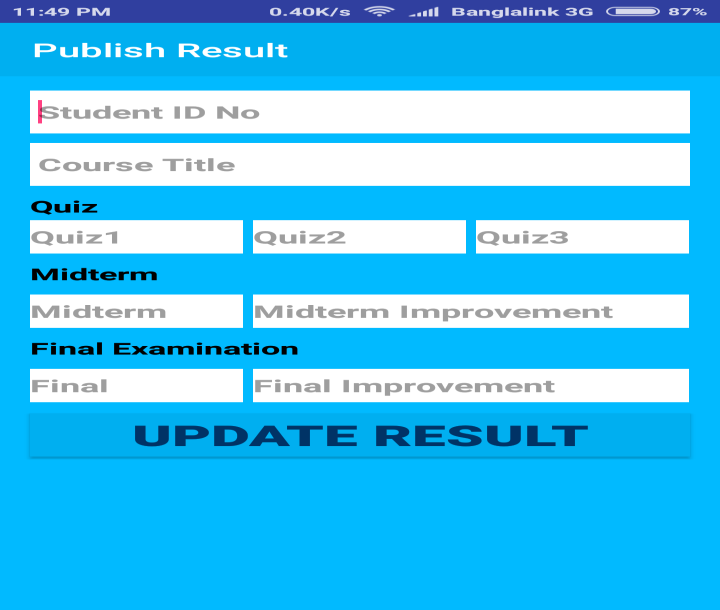 11:49 PM 0.40K/s Banglalink 3G 87%
Publish Result
Student ID No
Course Title
Quiz
Quiz1 Quiz2 Quiz3
Midterm
Midterm Midterm Improvement
Final Examination
Final Final Improvement
UPDATE RESULT